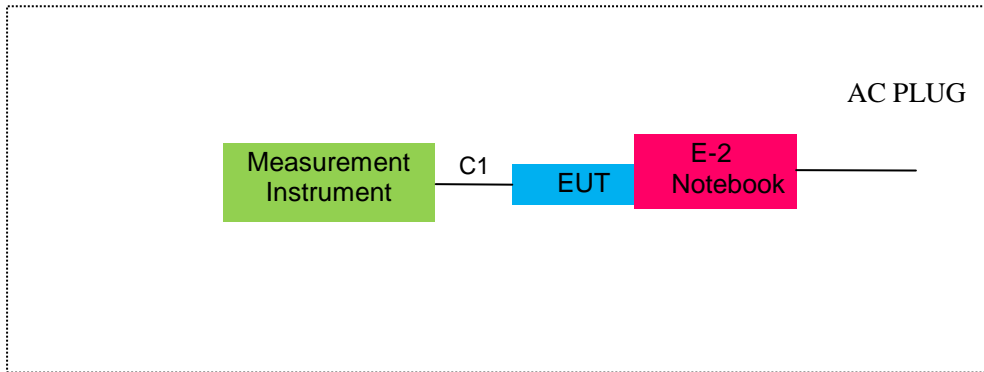 AC PLUG
Measurement
Instrument
C1
EUT
E-2
Notebook